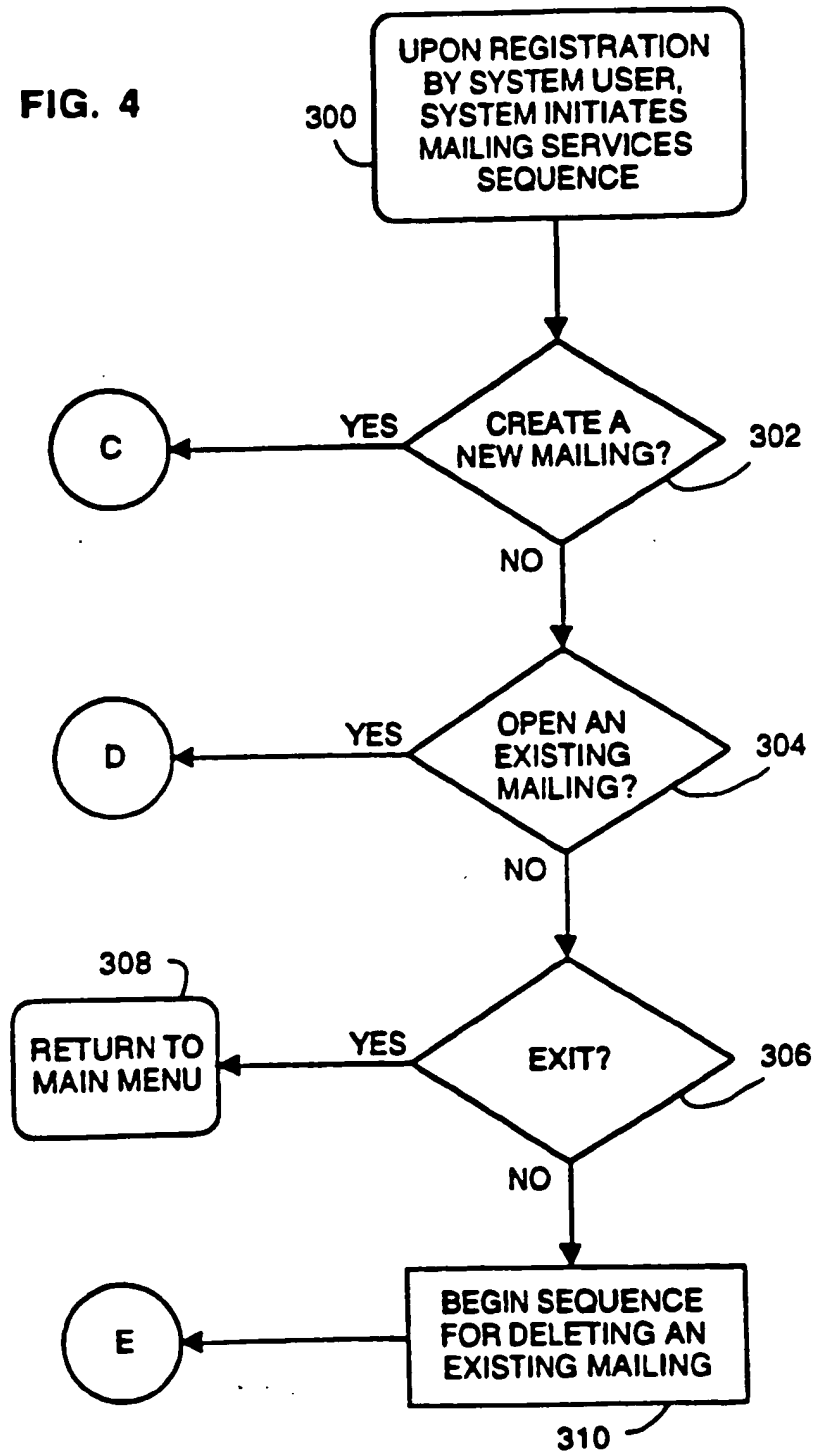 FIG. 4
300
UPON REGISTRATION
BY SYSTEM USER,
SYSTEM INITIATES
MAILING SERVICES
SEQUENCE
C
YES
CREATE A
NEW MAILING?
302
NO
D
YES
OPEN AN
EXISTING
MAILING?
304
NO
308
RETURN TO
MAIN MENU
YES
EXIT?
306
NO
E
BEGIN SEQUENCE
FOR DELETING AN
EXISTING MAILING
310